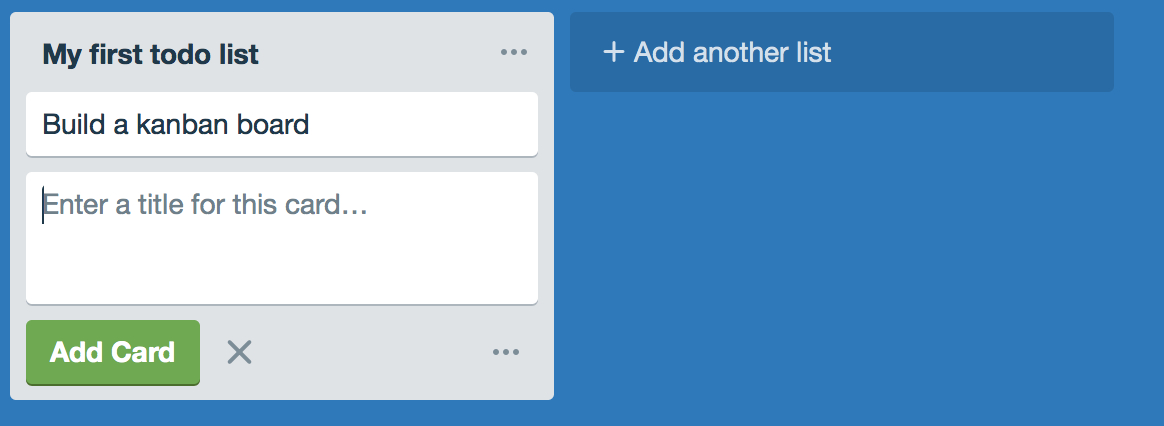 My first todo list
Build a kanban board
Enter a title for this card…
Add Card
+ Add another list